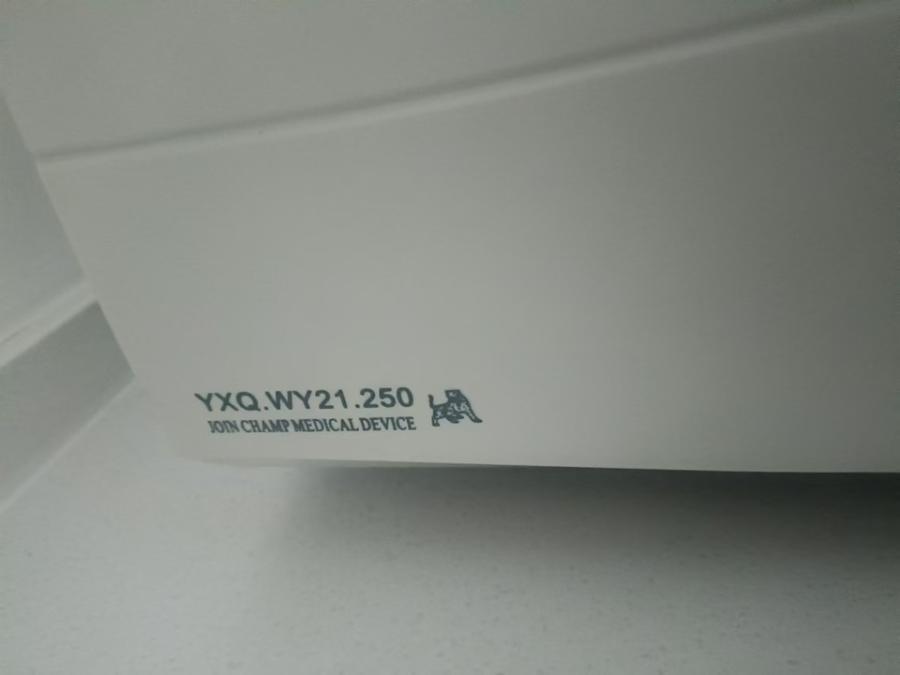 YXQ.WY21.250
JOIN CHAMP MEDICAL DEVICE